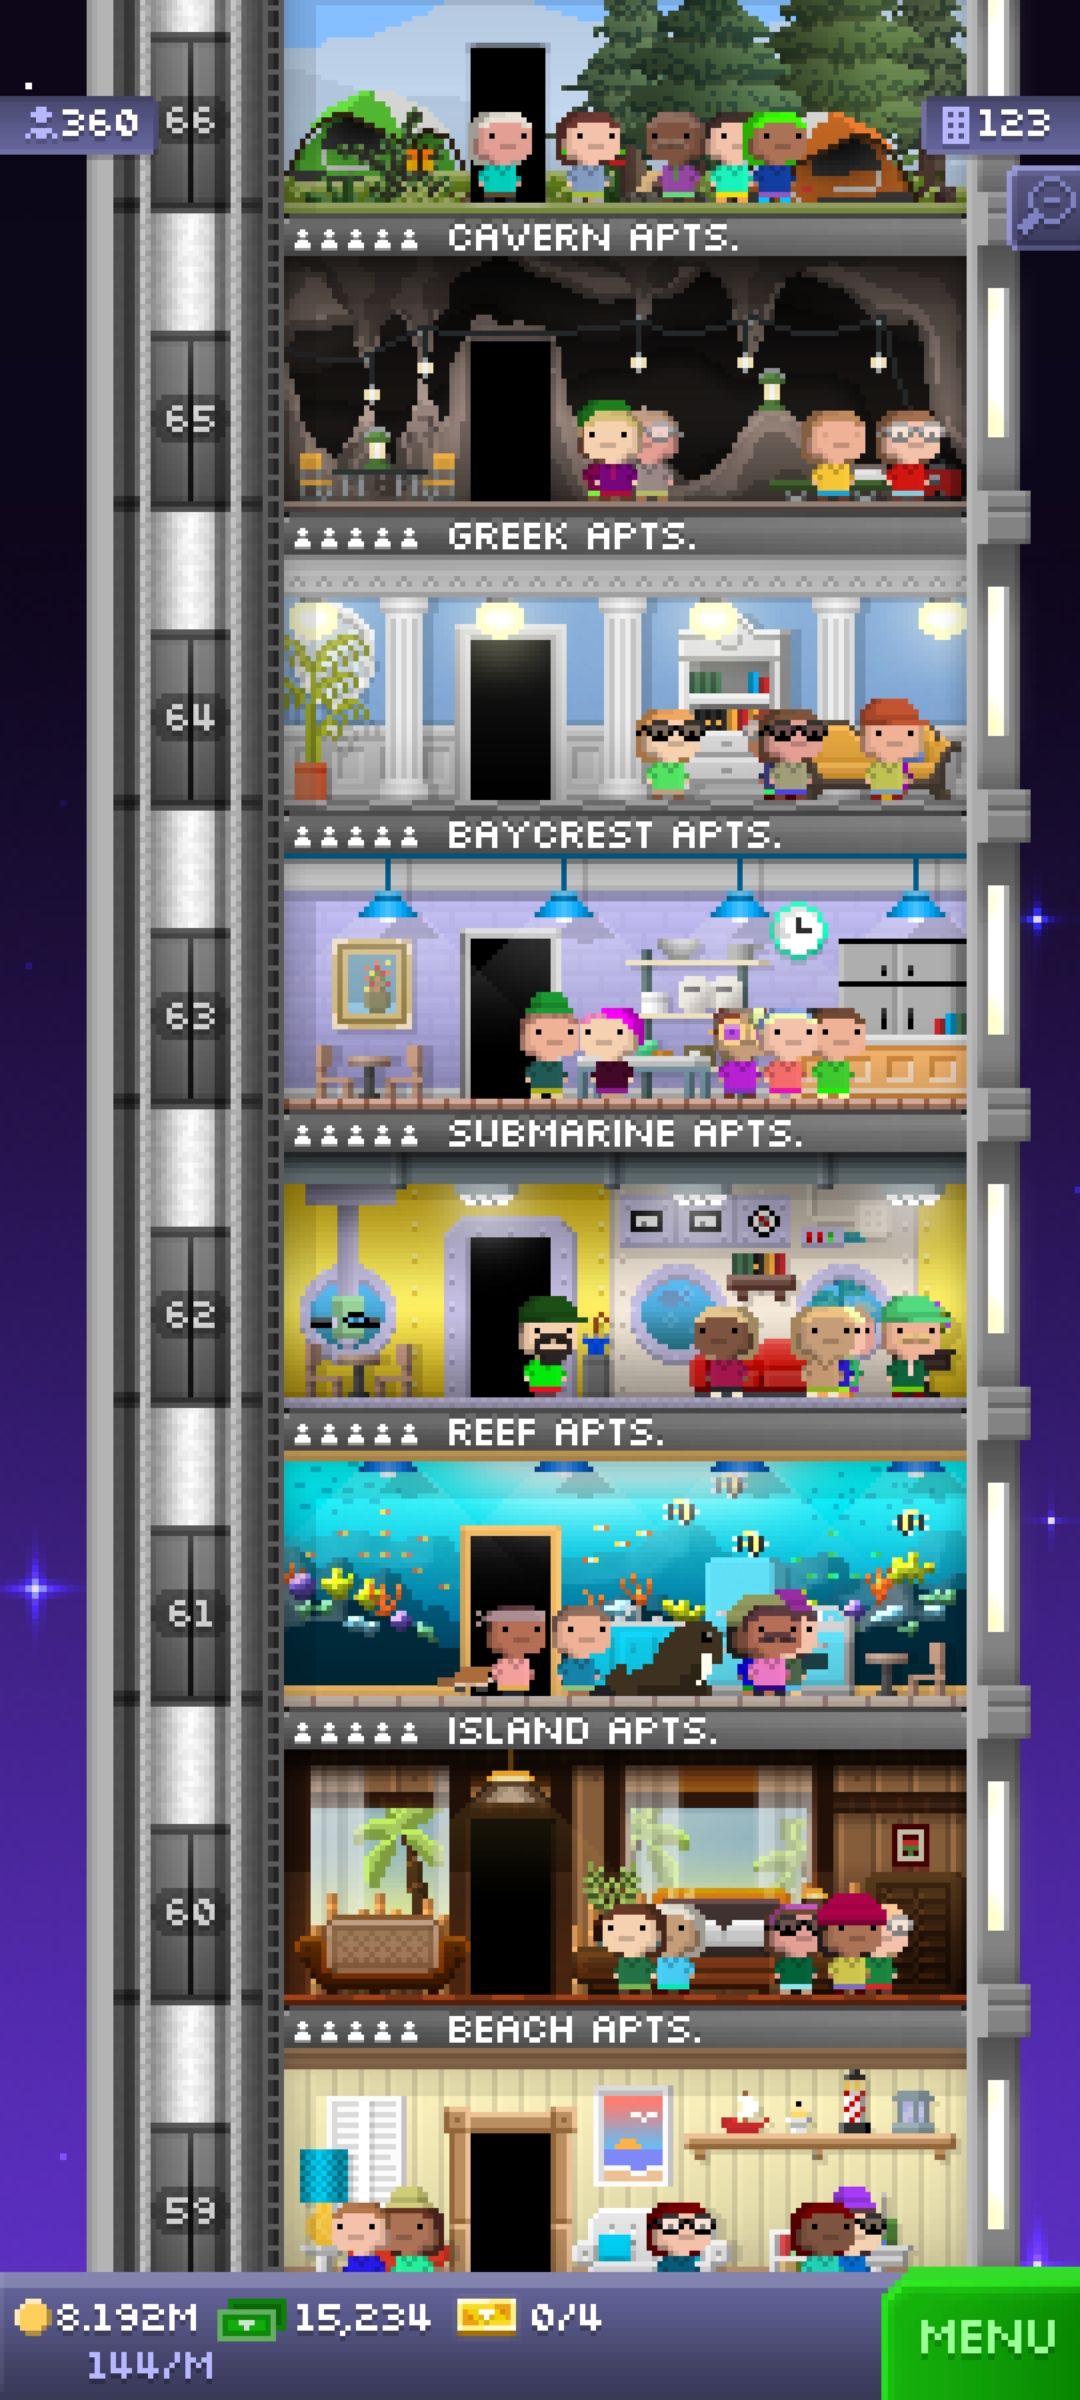 360
66
123
CAVERN APTS.
65
GREEK APTS.
64
BAYCREST APTS.
63
SUBMARINE APTS.
62
REEF APTS.
61
ISLAND APTS.
60
BEACH APTS.
59
8.192M 15,234 0/4
144/M
MENU